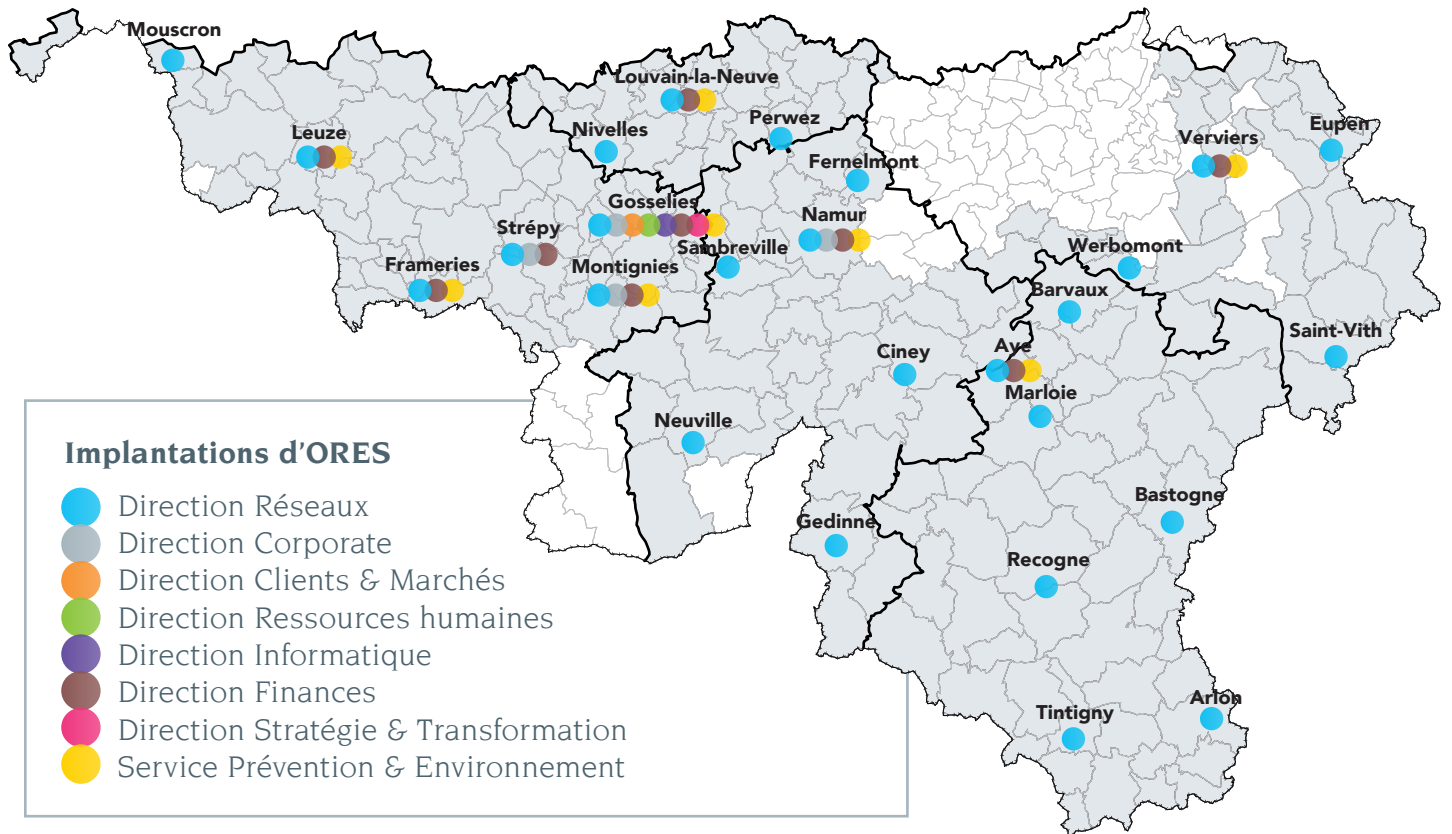 Mouscron
Louvain-la-Neuve
Leuze
Nivelles
Perwez
Verviers
Eupen
Fernelmont
Gosselies
Namur
Strépy
Sambreville
Werbomont
Frameries
Montignies
Barvaux
Saint-Vith
Ciney
Aye
Marloie
Neuville
Bastogne
Gedinne
Recogne
Arlon
Tintigny
Implantations d'ORES
Direction Réseaux
Direction Corporate
Direction Clients & Marchés
Direction Ressources humaines
Direction Informatique
Direction Finances
Direction Stratégie & Transformation
Service Prévention & Environnement